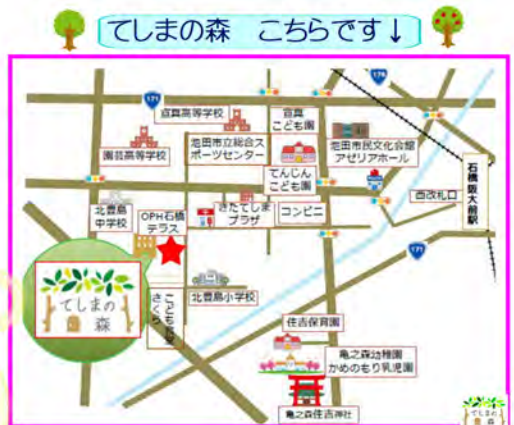 てしまの森 こちらです↓
176
171
宣真高等学校
宣真
こども園
園芸高等学校
池田市立総合ス
ポーツセンター
池田市民文化会館
アゼリアホール
てんじん
こども園
石橋阪大前駅
西改札口
北豊島
中学校
OPH石橋
テラス
きたてしま
プラザ
コンビニ
171
てしまの
森
さくら
こども
北豊島小学校
住吉保育園
亀之森幼稚園
かめのもり乳児園
亀之森住吉神社
てしまの
森